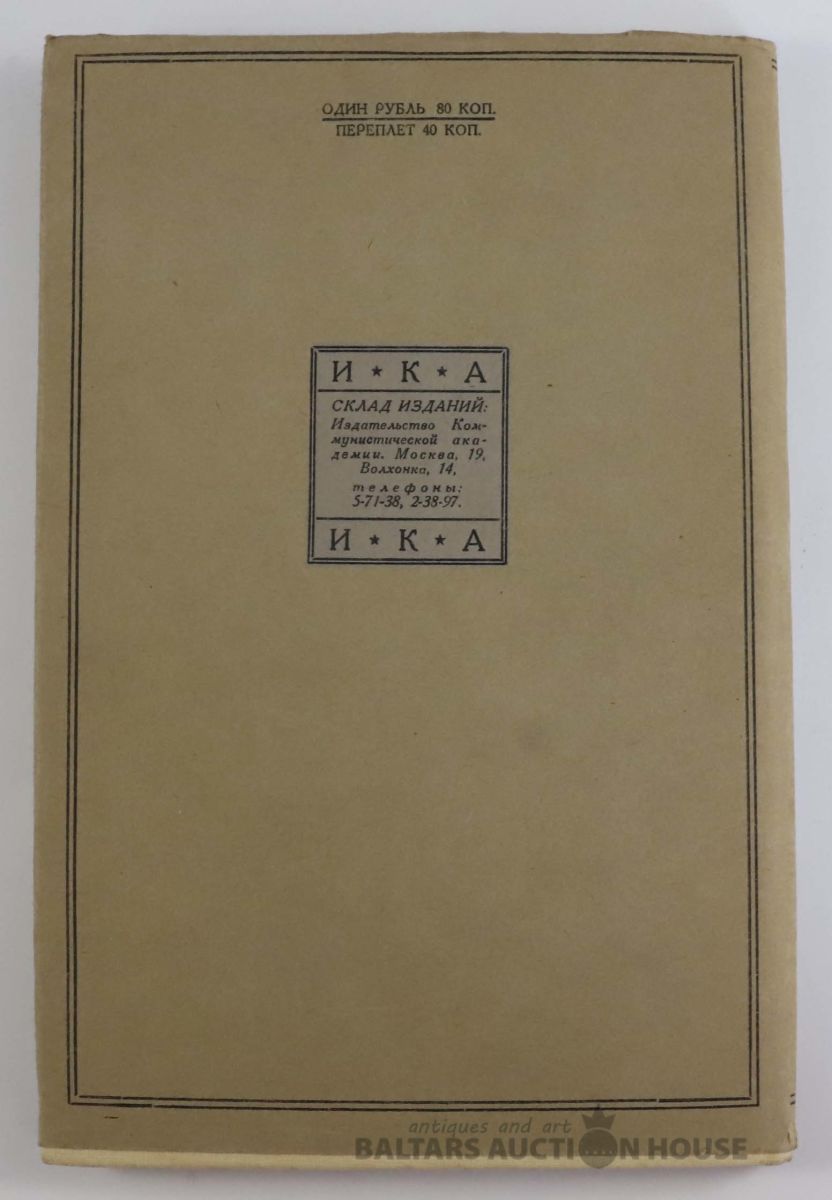 ОДИН РУБЛЬ 80 КОП.
ПЕРЕПЛЕТ 40 КОП.
И ★ К ★ А
СКЛАД ИЗДАНИЙ:
Издательство Ком-
мунистической ака-
демии. Москва, 19,
Волхонка, 14,
телефоны:
5-71-38, 2-38-97.
И ★ К ★ А
antiques and art
BALTARS AUCTION HOUSE